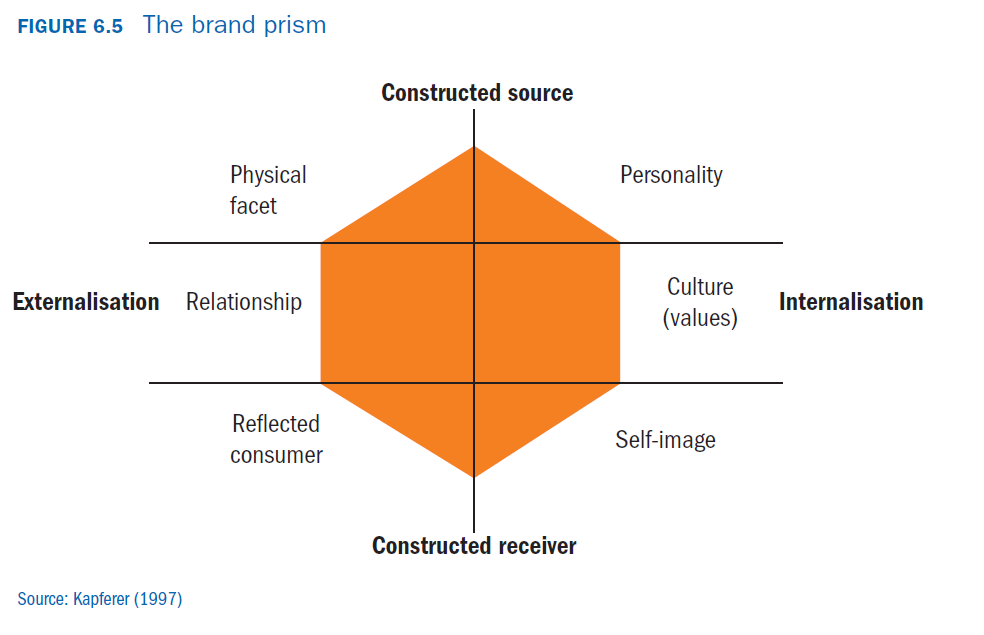 FIGURE 6.5 The brand prism
Constructed source
Physical
facet
Personality
Externalisation
Relationship
Culture
(values)
Internalisation
Reflected
consumer
Self-image
Constructed receiver
Source: Kapferer (1997)